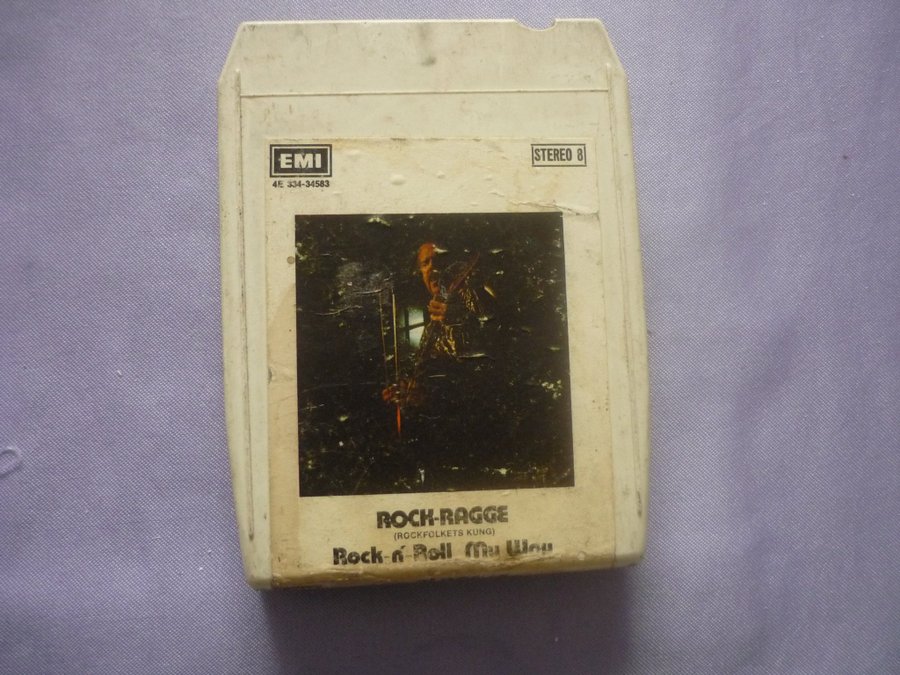 EMI
STEREO 8
4E 334-34583
ROCK-RAGGE
(ROCKFOLKETS KUNG)
Rock-n'-Roll My Way